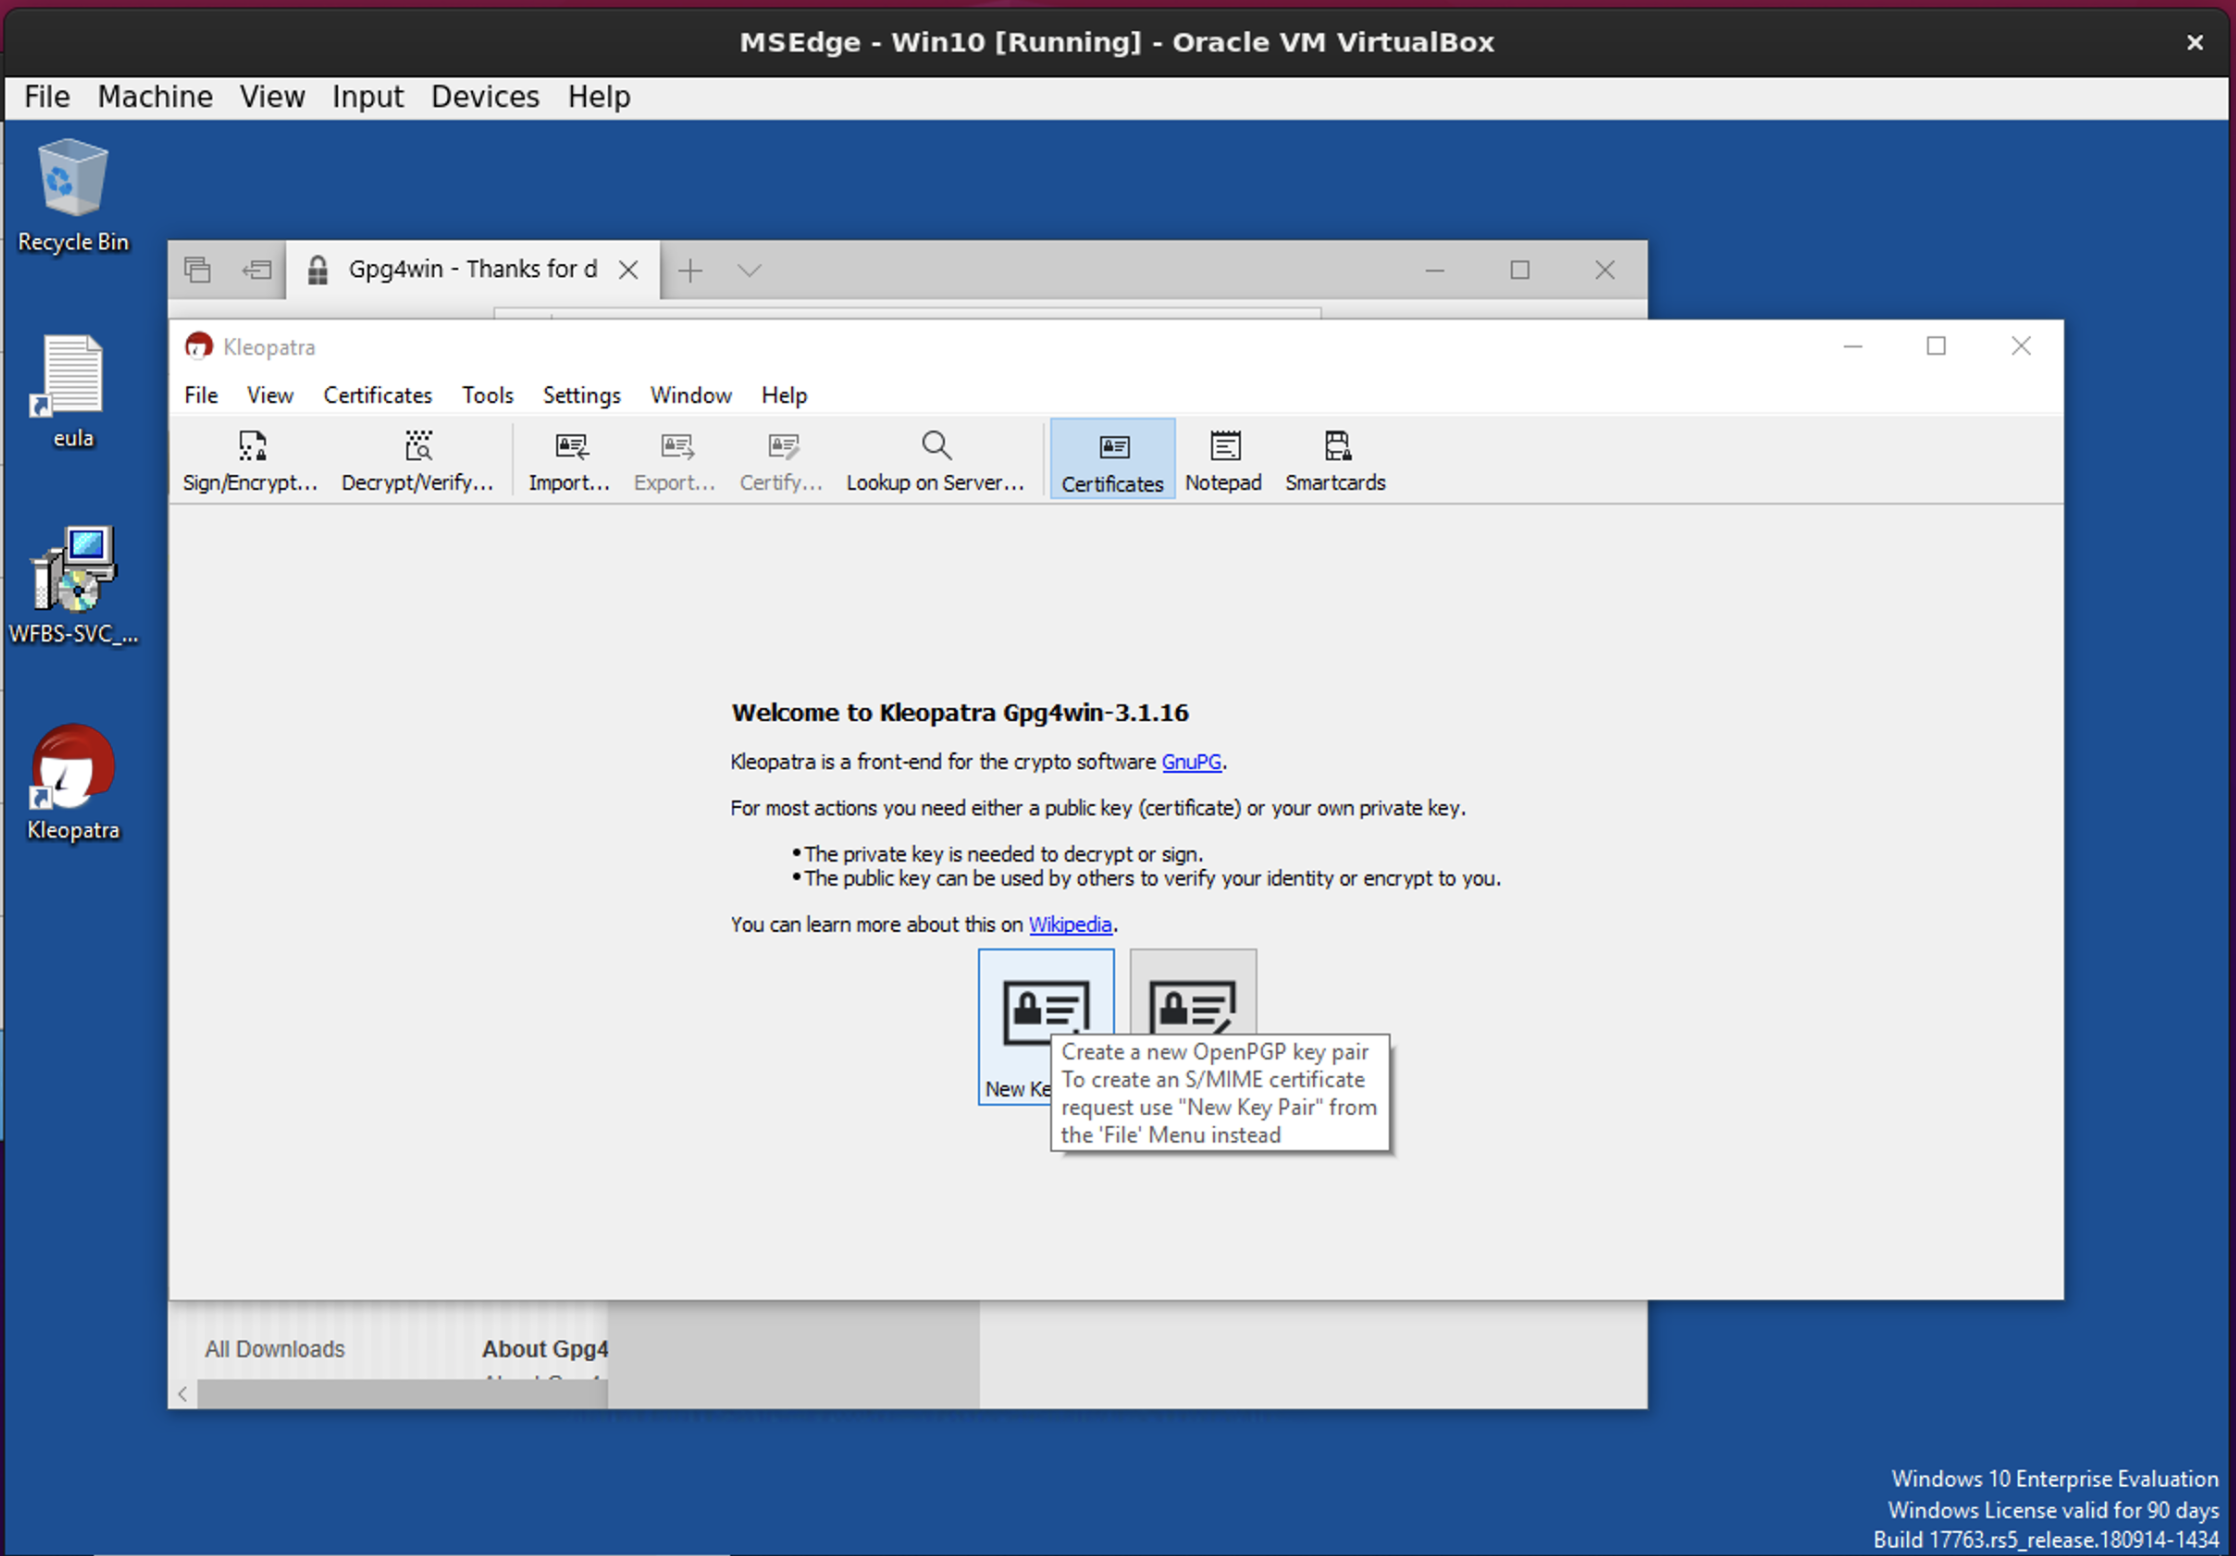 MSEdge - Win10 [Running] - Oracle VM VirtualBox
File Machine View Input Devices Help
Recycle Bin
eula
WFBS-SVC_...
Kleopatra
Gpg4win - Thanks for d
Kleopatra
File View Certificates Tools Settings Window Help
Sign/Encrypt... Decrypt/Verify... Import... Export... Certify... Lookup on Server... Certificates Notepad Smartcards
Welcome to Kleopatra Gpg4win-3.1.16
Kleopatra is a front-end for the crypto software GnuPG.
For most actions you need either a public key (certificate) or your own private key.
•The private key is needed to decrypt or sign.
•The public key can be used by others to verify your identity or encrypt to you.
You can learn more about this on Wikipedia.
New Ke
Create a new OpenPGP key pair
To create an S/MIME certificate
request use "New Key Pair" from
the 'File' Menu instead
All Downloads
About Gpg4
Windows 10 Enterprise Evaluation
Windows License valid for 90 days
Build 17763.rs5_release.180914-1434